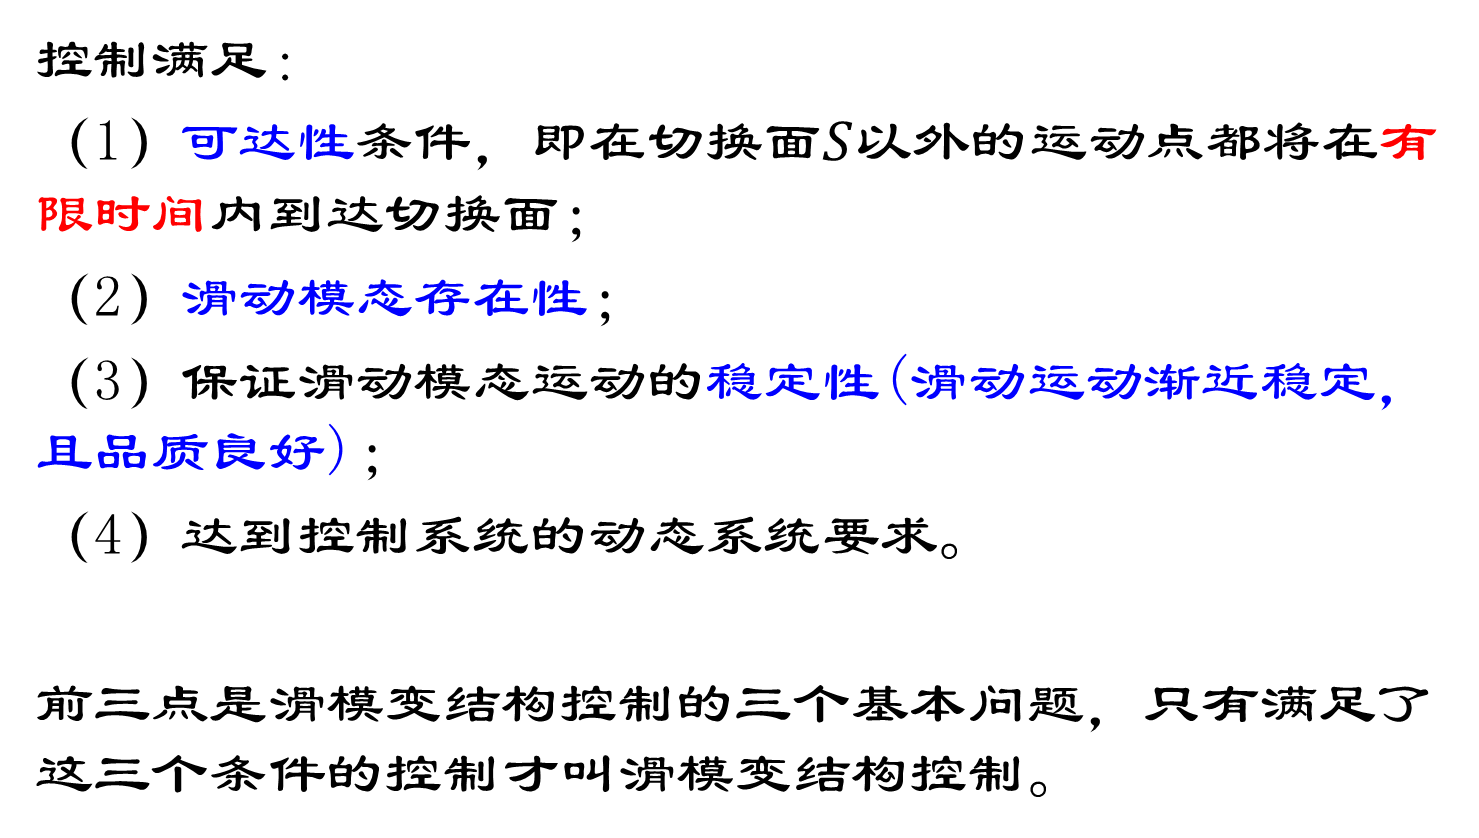 控制满足:
(1)可达性条件,即在切换面S以外的运动点都将在有
限时间内到达切换面;
(2)滑动模态存在性;
(3)保证滑动模态运动的稳定性(滑动运动渐近稳定,
且品质良好);
(4)达到控制系统的动态系统要求。
前三点是滑模变结构控制的三个基本问题,只有满足了
这三个条件的控制才叫滑模变结构控制。